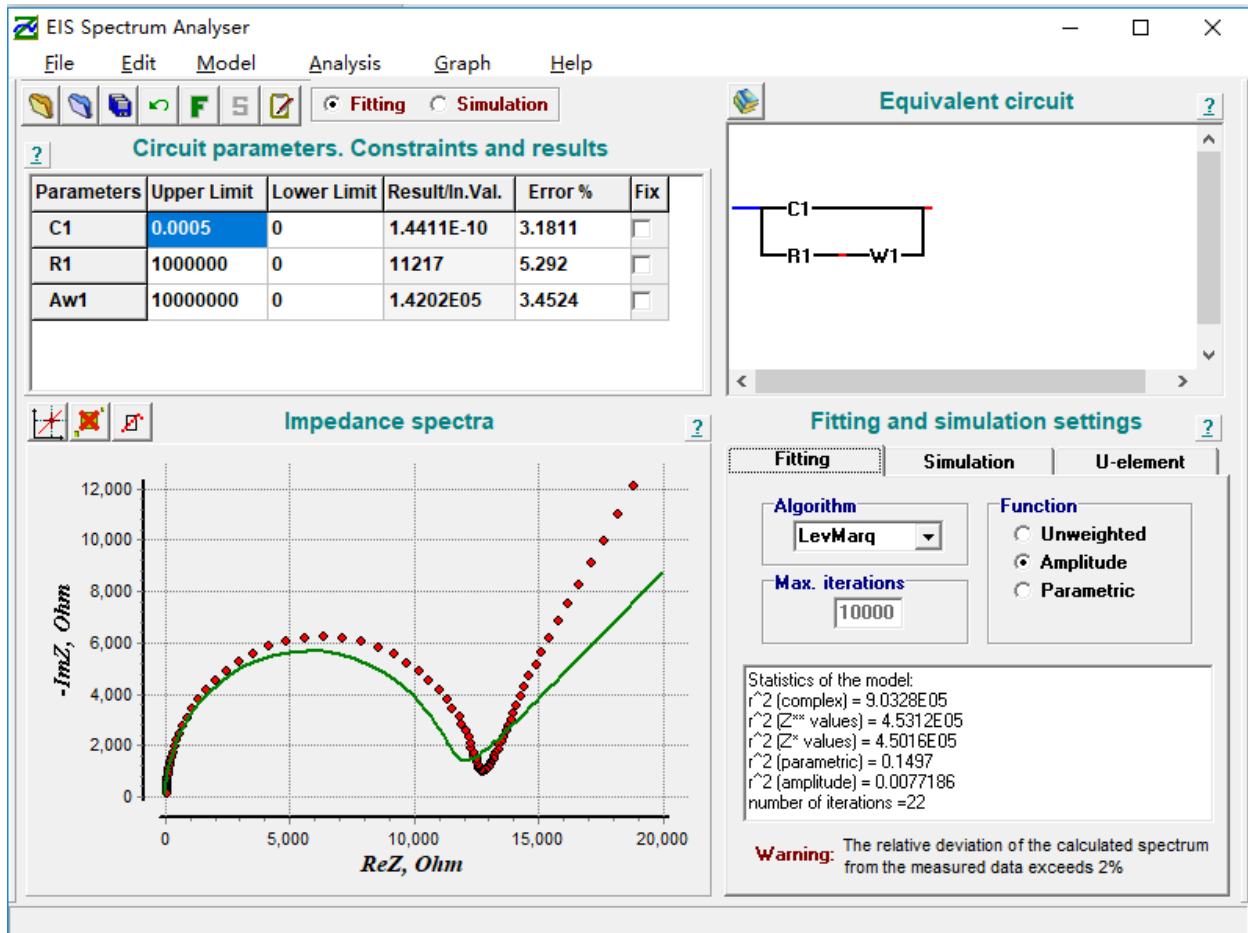 EIS Spectrum Analyser
File Edit Model Analysis Graph Help
F S Fitting Simulation
? Circuit parameters. Constraints and results
Parameters Upper Limit Lower Limit Result/In.Val. Error % Fix
C1 0.0005 0 1.4411E-10 3.1811
R1 1000000 0 11217 5.292
Aw1 10000000 0 1.4202E05 3.4524
Equivalent circuit ?
C1
R1 W1
Impedance spectra ?
12,000
10,000
8,000
6,000
4,000
2,000
0
-ImZ, Ohm
0 5,000 10,000 15,000 20,000
ReZ, Ohm
Fitting and simulation settings ?
Fitting Simulation U-element
Algorithm
LevMarq
Max. iterations
10000
Function
Unweighted
Amplitude
Parametric
Statistics of the model:
r^2 (complex) = 9.0328E05
r^2 (Z'' values) = 4.5312E05
r^2 (Z' values) = 4.5016E05
r^2 (parametric) = 0.1497
r^2 (amplitude) = 0.0077186
number of iterations =22
Warning: The relative deviation of the calculated spectrum
from the measured data exceeds 2%